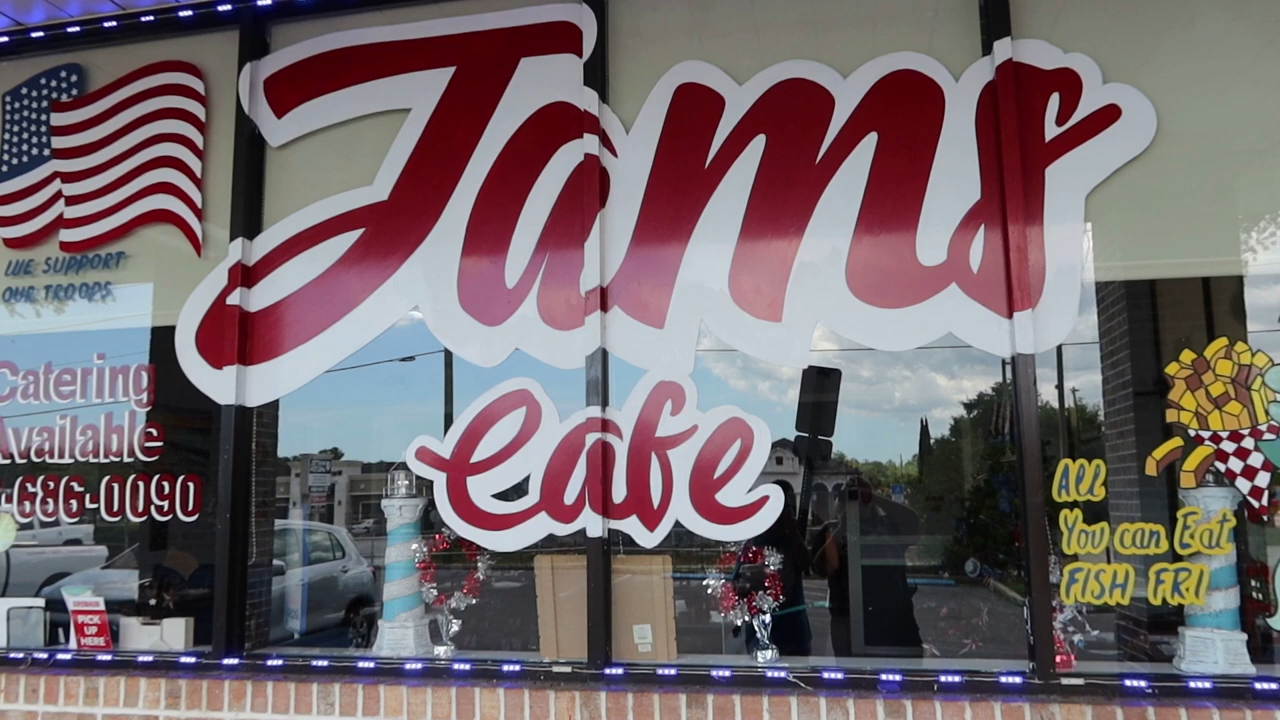 Jams
Cafe
WE SUPPORT
OUR TROOPS
Catering
Available
-686-0090
PICK
UP
HERE
All
You can Eat
FISH FRI